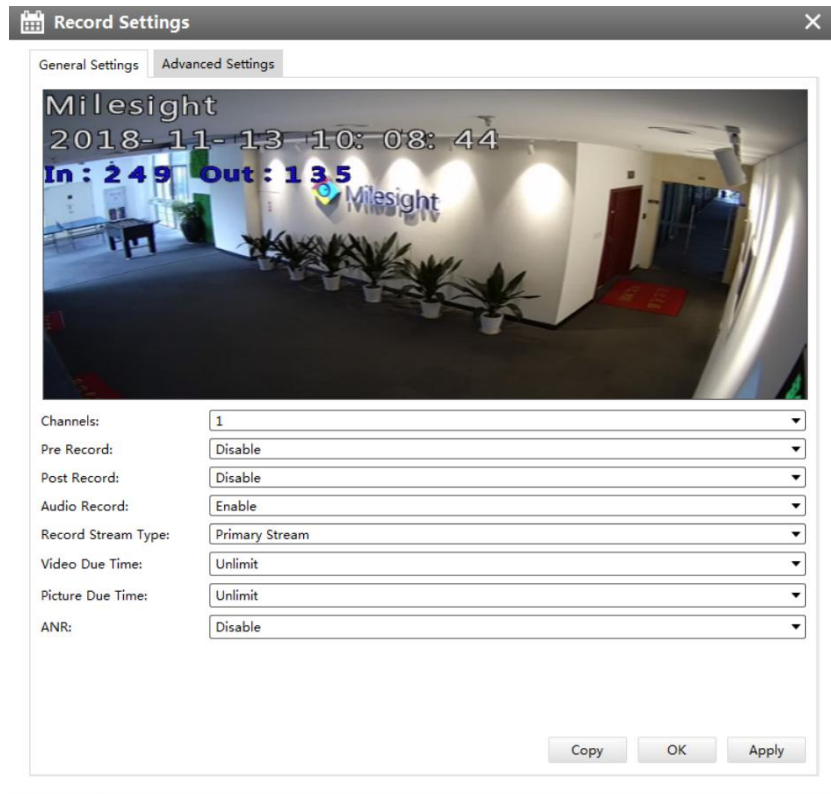 Record Settings
General Settings Advanced Settings
Milesight
2018-11-13 10:08:44
In:249 Out:135
Milesight
Channels: 1
Pre Record: Disable
Post Record: Disable
Audio Record: Enable
Record Stream Type: Primary Stream
Video Due Time: Unlimit
Picture Due Time: Unlimit
ANR: Disable
Copy OK Apply